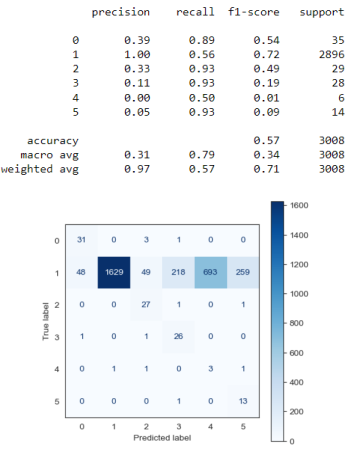 precision recall f1-score support
0 0.39 0.89 0.54 35
1 1.00 0.56 0.72 2896
2 0.33 0.93 0.49 29
3 0.11 0.93 0.19 28
4 0.00 0.50 0.01 6
5 0.05 0.93 0.09 14
accuracy 0.57 3008
macro avg 0.31 0.79 0.34 3008
weighted avg 0.97 0.57 0.71 3008
1600
0 31 0 3 1 0 0
1400
1 48 1629 49 218 693 259
1200
1000
2 0 0 27 1 0 1
True label
800
3 1 0 1 26 0 0
600
4 0 1 1 0 3 1
400
5 0 0 0 1 0 13
200
0 1 2 3 4 5
0
Predicted label